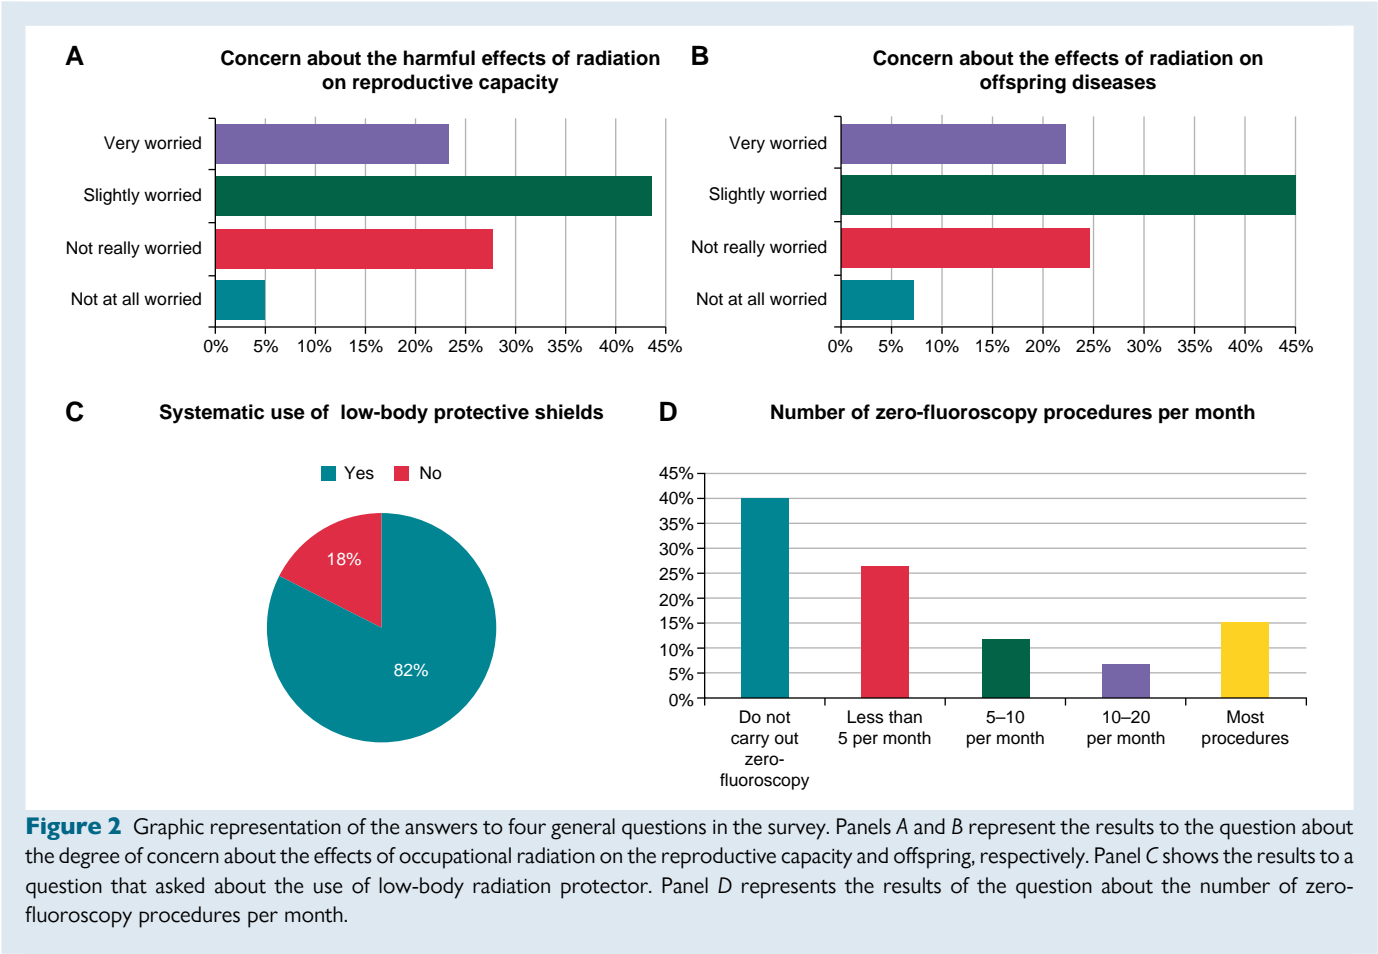 A
Concern about the harmful effects of radiation
on reproductive capacity
Very worried
Slightly worried
Not really worried
Not at all worried
0% 5% 10% 15% 20% 25% 30% 35% 40% 45%
B
Concern about the effects of radiation on
offspring diseases
Very worried
Slightly worried
Not really worried
Not at all worried
0% 5% 10% 15% 20% 25% 30% 35% 40% 45%
C
Systematic use of low-body protective shields
Yes No
18%
82%
D
Number of zero-fluoroscopy procedures per month
45%
40%
35%
30%
25%
20%
15%
10%
5%
0%
Do not
carry out
zero-
fluoroscopy
Less than
5 per month
5–10
per month
10–20
per month
Most
procedures
Figure 2 Graphic representation of the answers to four general questions in the survey. Panels A and B represent the results to the question about
the degree of concern about the effects of occupational radiation on the reproductive capacity and offspring, respectively. Panel C shows the results to a
question that asked about the use of low-body radiation protector. Panel D represents the results of the question about the number of zero-
fluoroscopy procedures per month.